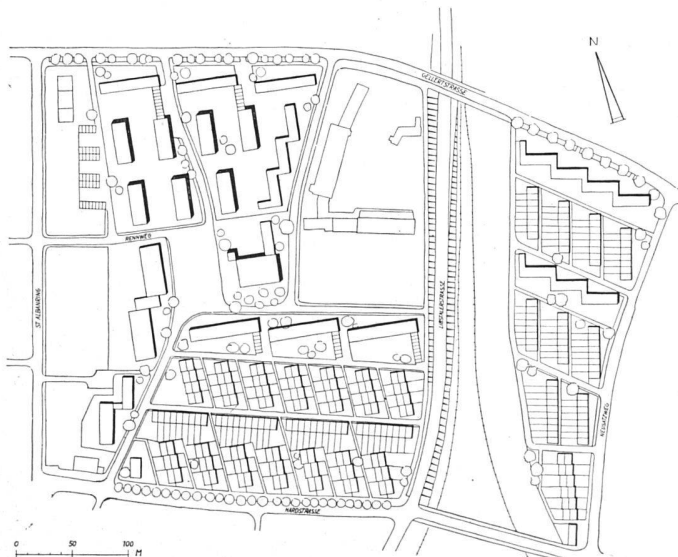 N
GELLERTSTRASSE
RENNWEG
ST. ALBANRING
HARDSTRASSE
0 50 100
M